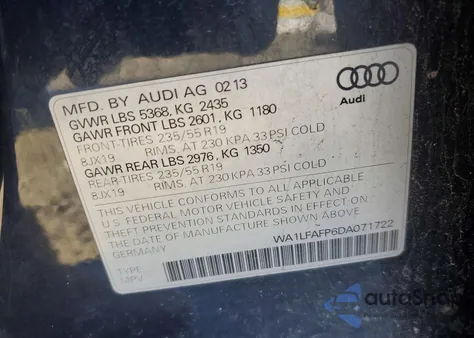 MFD. BY AUDI AG 02 13
GVWR LBS 5368, KG 2435
GAWR FRONT LBS 2601, KG 1180
FRONT-TIRES 235/55 R19
8JX19 RIMS, AT 230 KPA 33 PSI COLD
GAWR REAR LBS 2976, KG 1350
REAR-TIRES 235/55 R19
8JX19 RIMS, AT 230 KPA 33 PSI COLD
THIS VEHICLE CONFORMS TO ALL APPLICABLE
U.S. FEDERAL MOTOR VEHICLE SAFETY AND
THEFT PREVENTION STANDARDS IN EFFECT ON
THE DATE OF MANUFACTURE SHOWN ABOVE.
GERMANY
WA1LFAFP6DA071722
TYPE:
MPV
Audi